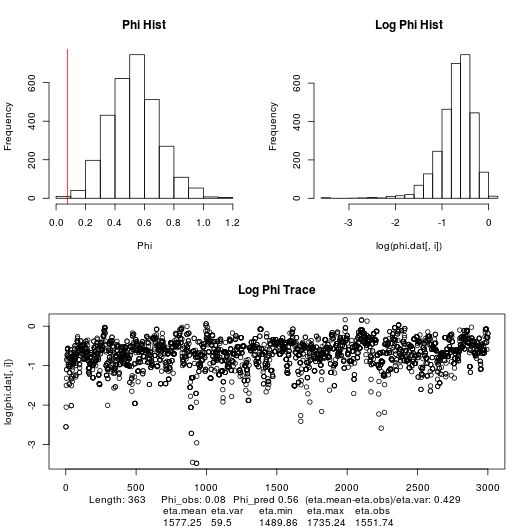 Phi Hist
Log Phi Hist
Frequency
0 200 400 600
0.0 0.2 0.4 0.6 0.8 1.0 1.2
Phi
Frequency
0 200 400 600
-3 -2 -1 0
log(phi.dat[, i])
Log Phi Trace
log(phi.dat[, i])
0 -1 -2 -3
0 500 1000 1500 2000 2500 3000
Length: 363 Phi_obs: 0.08 Phi_pred 0.56 (eta.mean-eta.obs)/eta.var: 0.429
eta.mean eta.var eta.min eta.max eta.obs
1577.25 59.5 1489.86 1735.24 1551.74